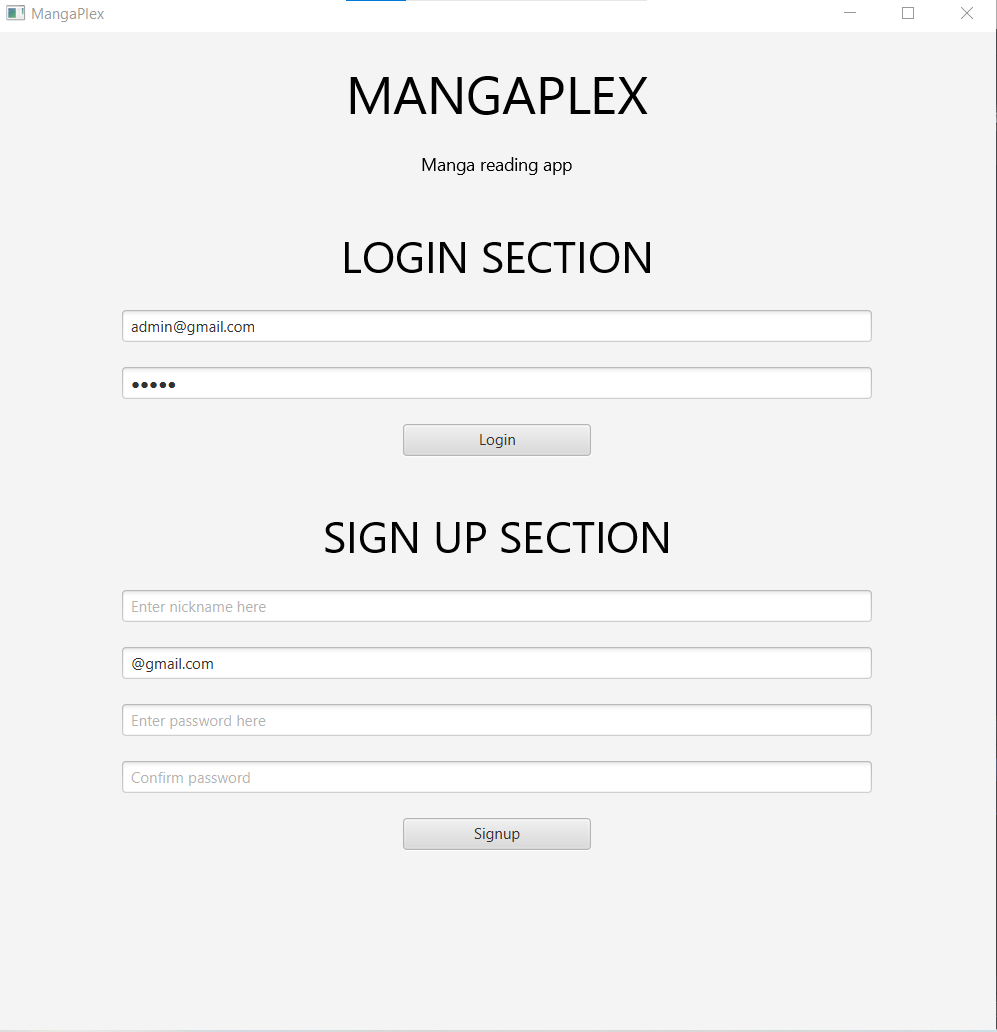 MangaPlex
MANGAPLEX
Manga reading app
LOGIN SECTION
admin@gmail.com
●●●●●
Login
SIGN UP SECTION
Enter nickname here
@gmail.com
Enter password here
Confirm password
Signup